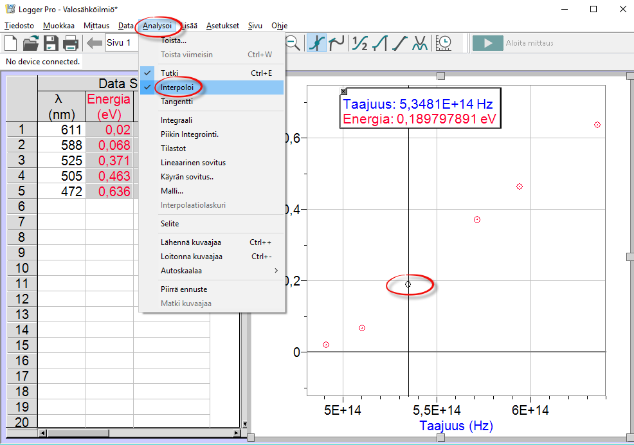 Logger Pro - Valosähköilmiö*
Tiedosto Muokkaa Mittaus Data Analysoi Lisää Asetukset Sivu Ohje
Sivu 1
Aloita mittaus
No device connected.
Toista...
Toista viimeisin Ctrl+W
Tutki Ctrl+E
Interpoloi
Tangentti
Integraali
Piikin Integrointi.
Tilastot
Lineaarinen sovitus
Käyrän sovitus..
Malli...
Interpolaatiolaskuri
Selite
Lähennä kuvaajaa Ctrl++
Loitonna kuvaajaa Ctrl+-
Autoskaalaa
Piirrä ennuste
Matki kuvaajaa
Data S
λ Energia
(nm) (eV)
1 611 0,02
2 588 0,068
3 525 0,371
4 505 0,463
5 472 0,636
6
7
8
9
10
11
12
13
14
15
16
17
18
19
20
Taajuus: 5,3481E+14 Hz
Energia: 0,189797891 eV
0,6
0,4
0,2
0
5E+14 5,5E+14 6E+14
Taajuus (Hz)